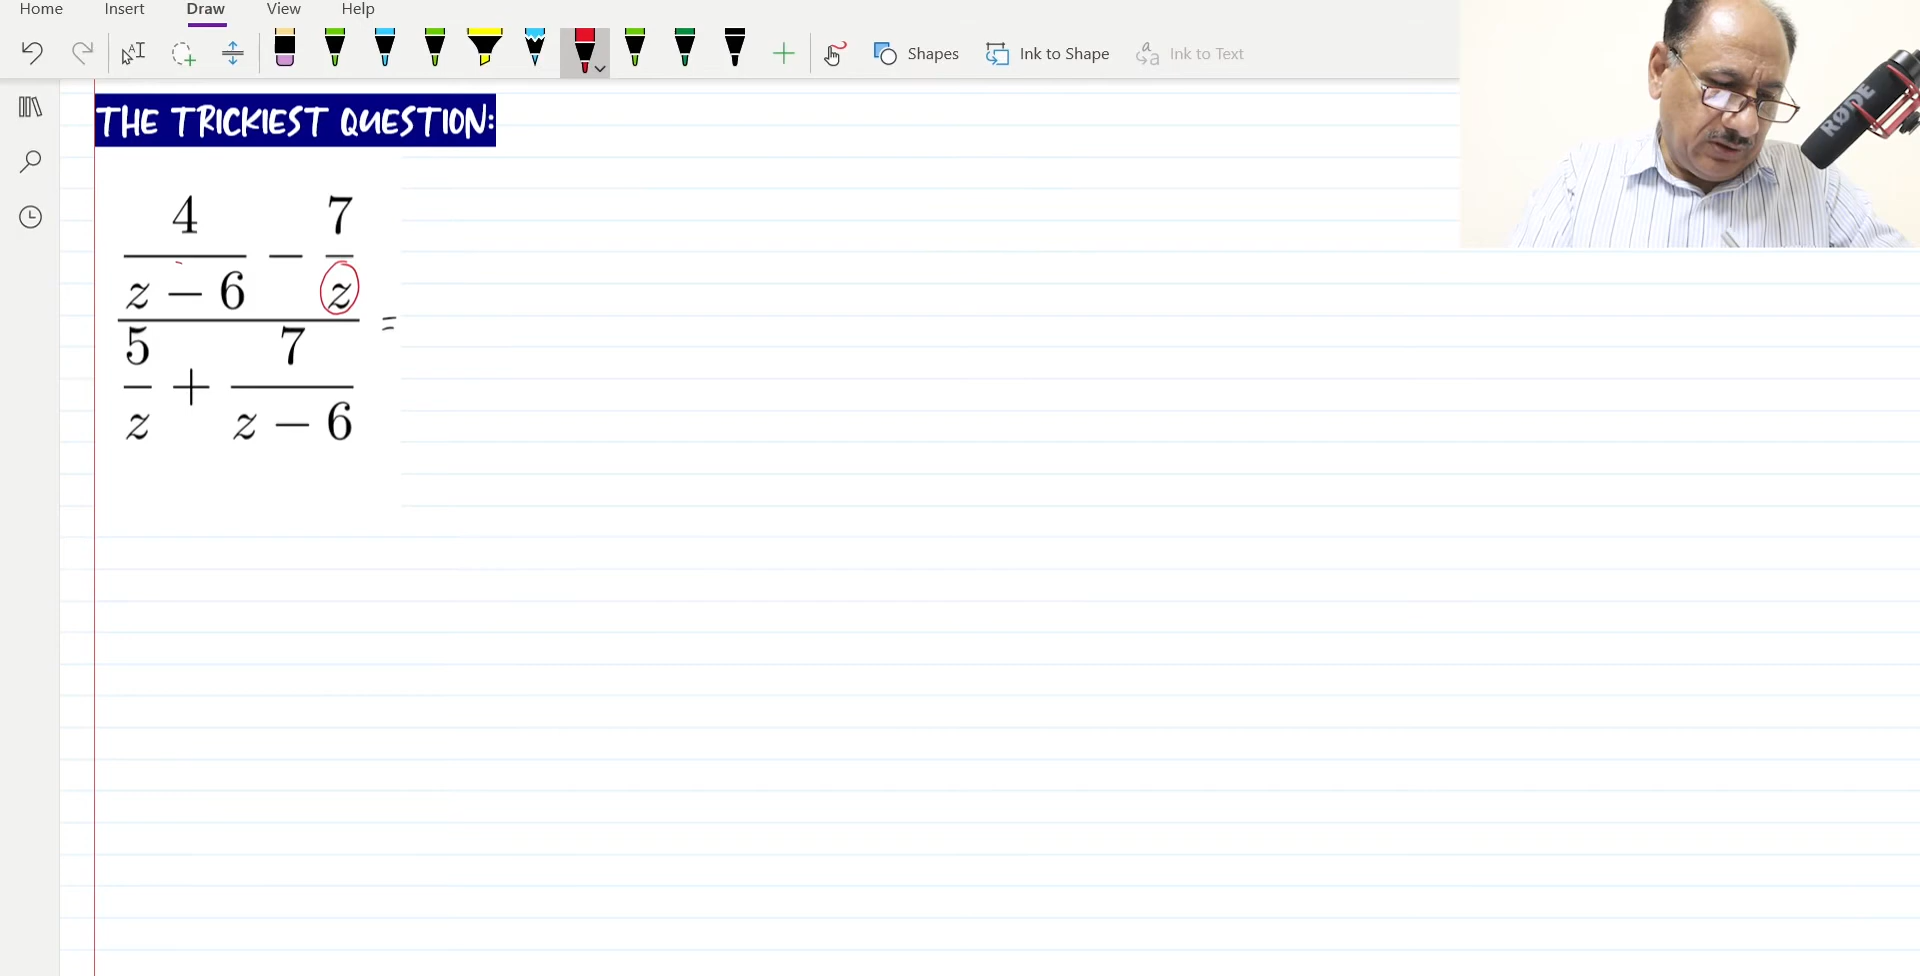 Home Insert Draw View Help
Shapes Ink to Shape Ink to Text
THE TRICKIEST QUESTION:
4 7
— − —
z − 6 z
————— =
5 7
— + —
z z − 6
RØDE